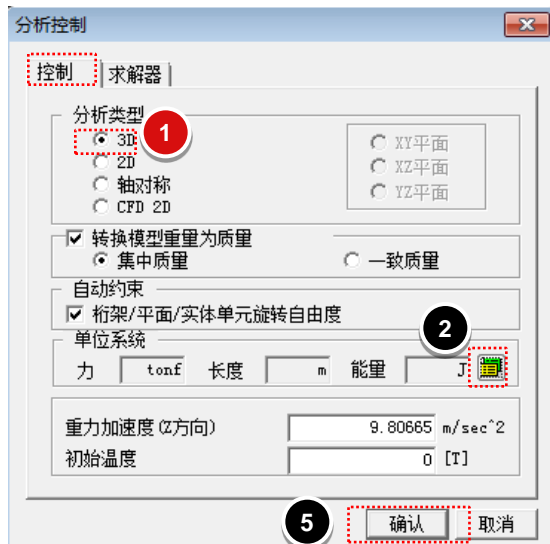 分析控制
控制 求解器
分析类型
1
3D
2D
轴对称
CFD 2D
XY平面
XZ平面
YZ平面
转换模型重量为质量
集中质量 一致质量
自动约束
桁架/平面/实体单元旋转自由度
2
单位系统
力 tonf 长度 m 能量 J
重力加速度(Z方向) 9.80665 m/sec^2
初始温度 0 [T]
5 确认 取消